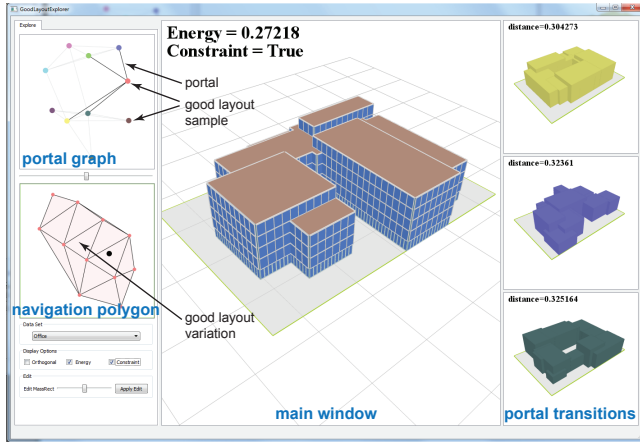 GoodLayoutExplorer
Explore
Energy = 0.27218
Constraint = True
portal
good layout
sample
portal graph
navigation polygon
good layout
variation
Data Set
Office
Display Options
Orthogonal
Energy
Constraint
Edit
Edit MassRect
Apply Edit
main window
distance=0.304273
distance=0.32361
distance=0.325164
portal transitions